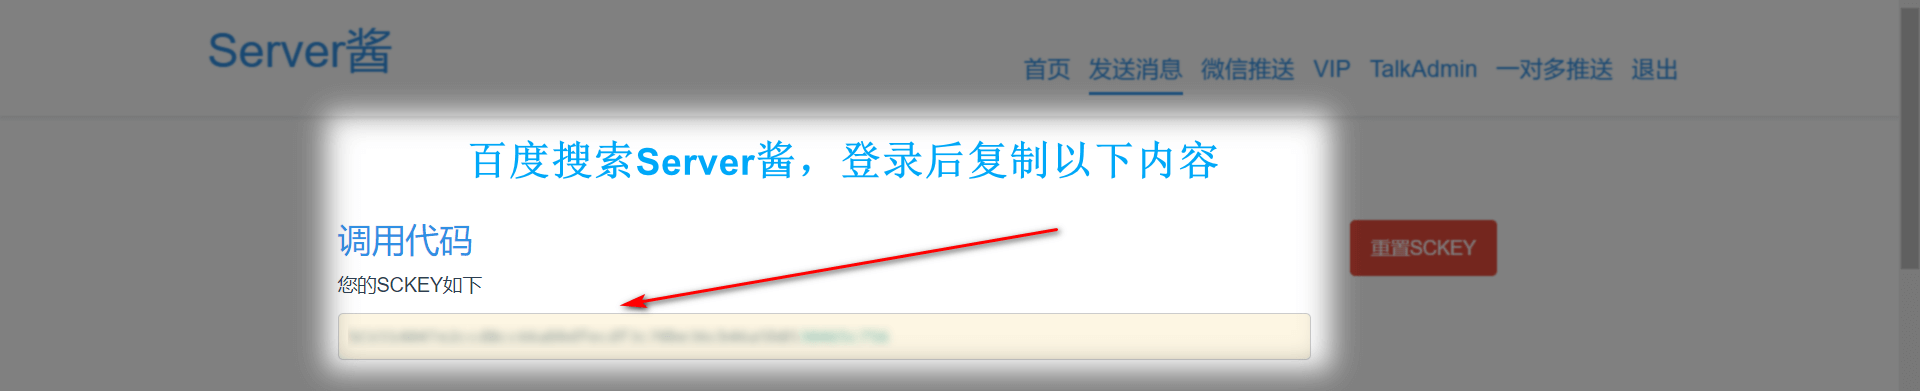 Server酱
首页 发送消息 微信推送 VIP TalkAdmin 一对多推送 退出
百度搜索Server酱，登录后复制以下内容
调用代码
重置SCKEY
您的SCKEY如下